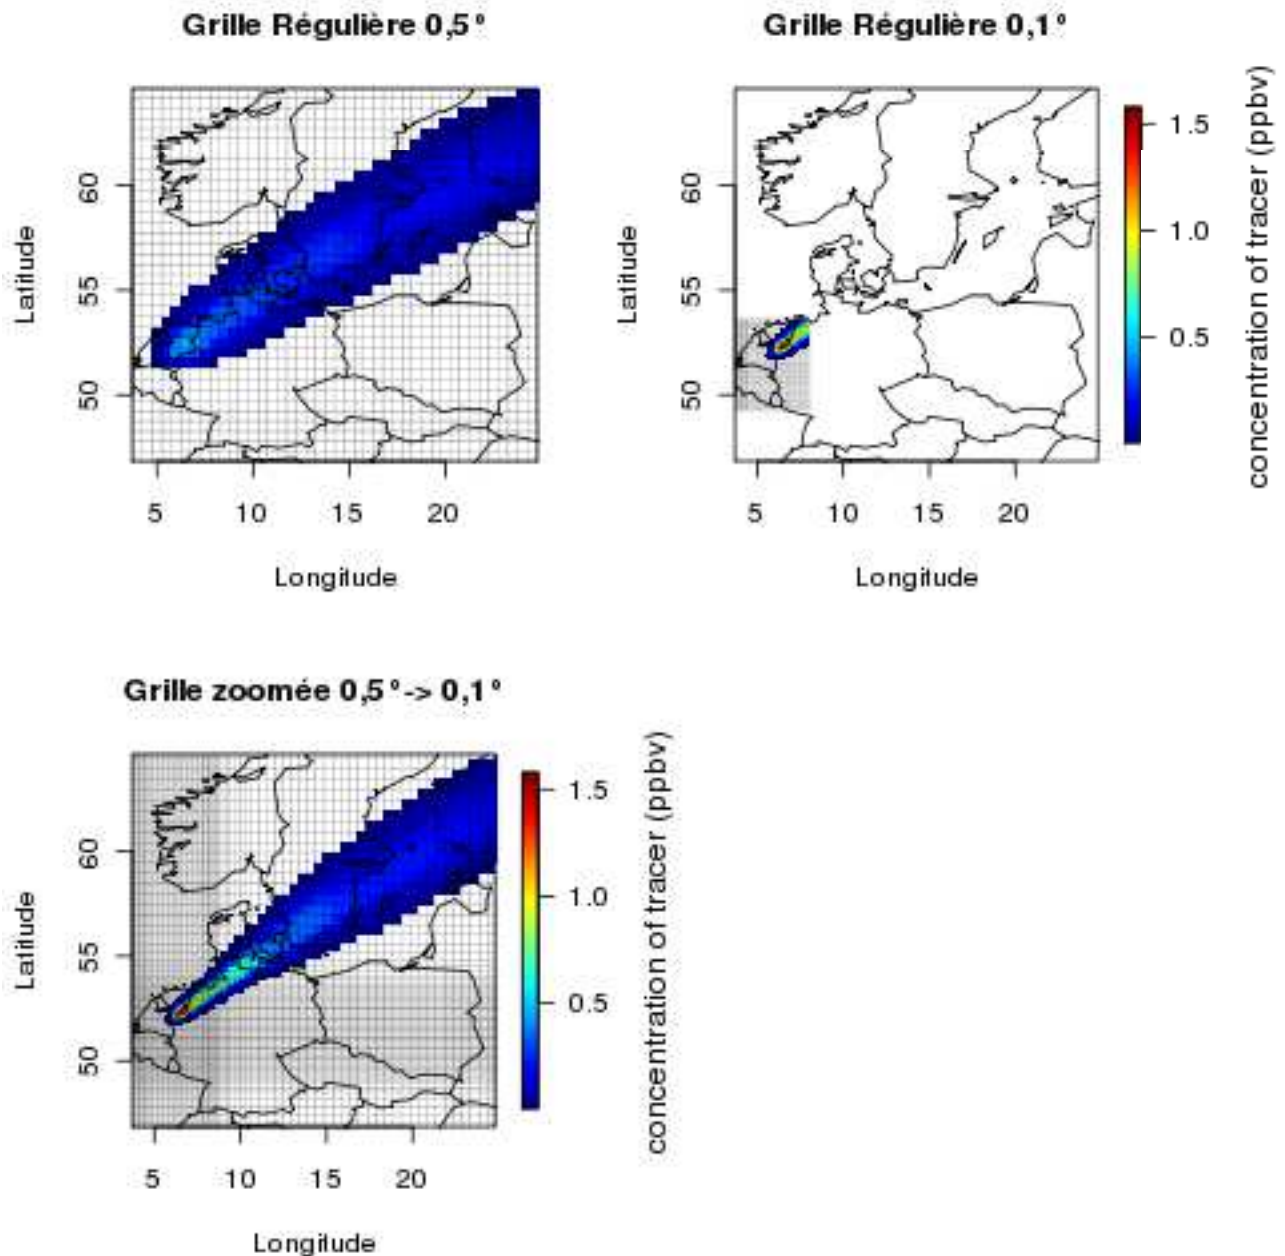 Grille Régulière 0,5°
Grille Régulière 0,1°
Latitude
60
55
50
5 10 15 20
Longitude
Latitude
60
55
50
5 10 15 20
Longitude
1.5
1.0
0.5
concentration of tracer (ppbv)
Grille zoomée 0,5°-> 0,1°
Latitude
60
55
50
5 10 15 20
Longitude
1.5
1.0
0.5
concentration of tracer (ppbv)